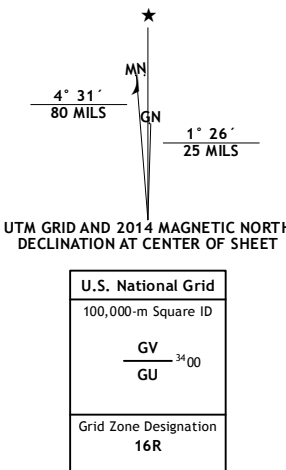 ★
MN
GN
4° 31´
80 MILS
1° 26´
25 MILS
UTM GRID AND 2014 MAGNETIC NORTH
DECLINATION AT CENTER OF SHEET
U.S. National Grid
100,000-m Square ID
GV
3400
GU
Grid Zone Designation
16R